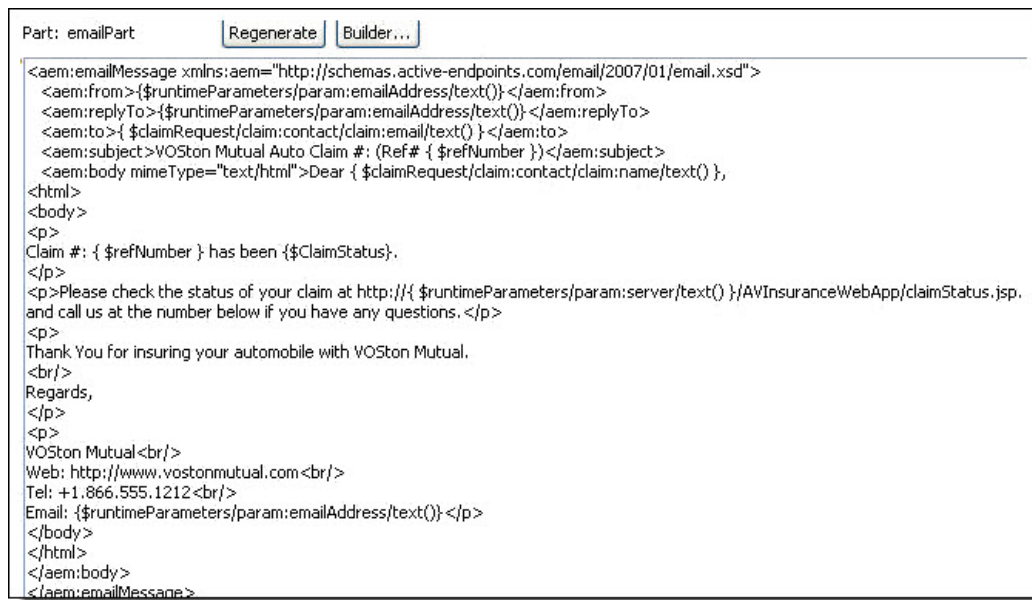 Part: emailPart Regenerate Builder...
<aem:emailMessage xmlns:aem="http://schemas.active-endpoints.com/email/2007/01/email.xsd">
<aem:from>{$runtimeParameters/param:emailAddress/text()}</aem:from>
<aem:replyTo>{$runtimeParameters/param:emailAddress/text()}</aem:replyTo>
<aem:to>{ $claimRequest/claim:contact/claim:email/text() }</aem:to>
<aem:subject>VOSton Mutual Auto Claim #: (Ref# { $refNumber })</aem:subject>
<aem:body mimeType="text/html">Dear { $claimRequest/claim:contact/claim:name/text() },
<html>
<body>
<p>
Claim #: { $refNumber } has been {$ClaimStatus}.
</p>
<p>Please check the status of your claim at http://{ $runtimeParameters/param:server/text() }/AVInsuranceWebApp/claimStatus.jsp.
and call us at the number below if you have any questions.</p>
<p>
Thank You for insuring your automobile with VOSton Mutual.
<br/>
Regards,
</p>
<p>
VOSton Mutual<br/>
Web: http://www.vostonmutual.com<br/>
Tel: +1.866.555.1212<br/>
Email: {$runtimeParameters/param:emailAddress/text()}</p>
</body>
</html>
</aem:body>
</aem:emailMessage>